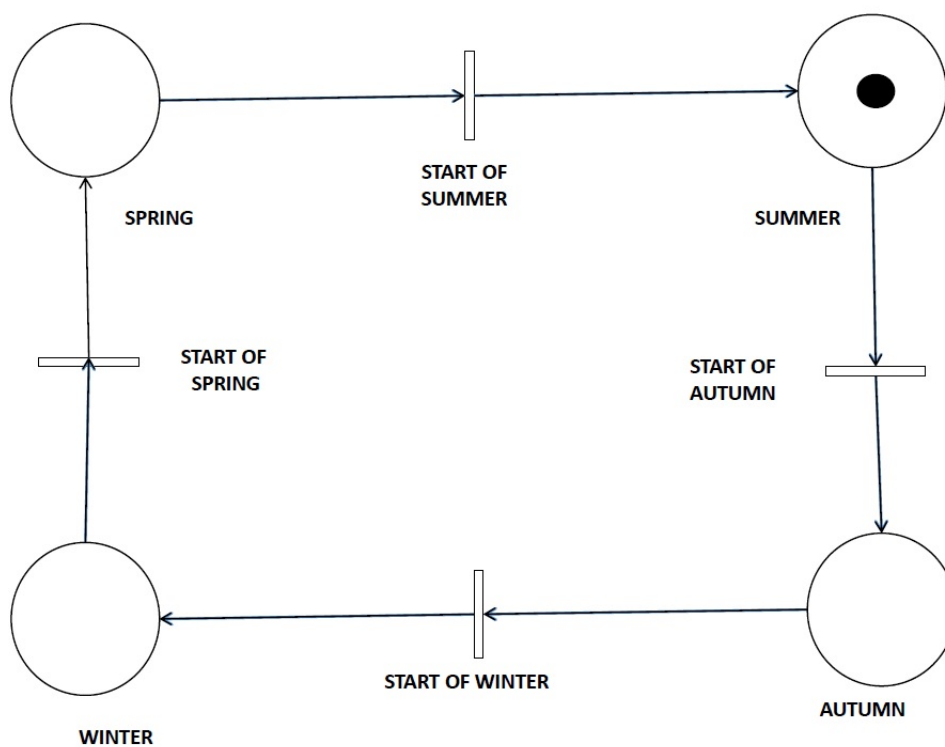 START OF
SUMMER
SPRING
SUMMER
START OF
SPRING
START OF
AUTUMN
START OF WINTER
AUTUMN
WINTER